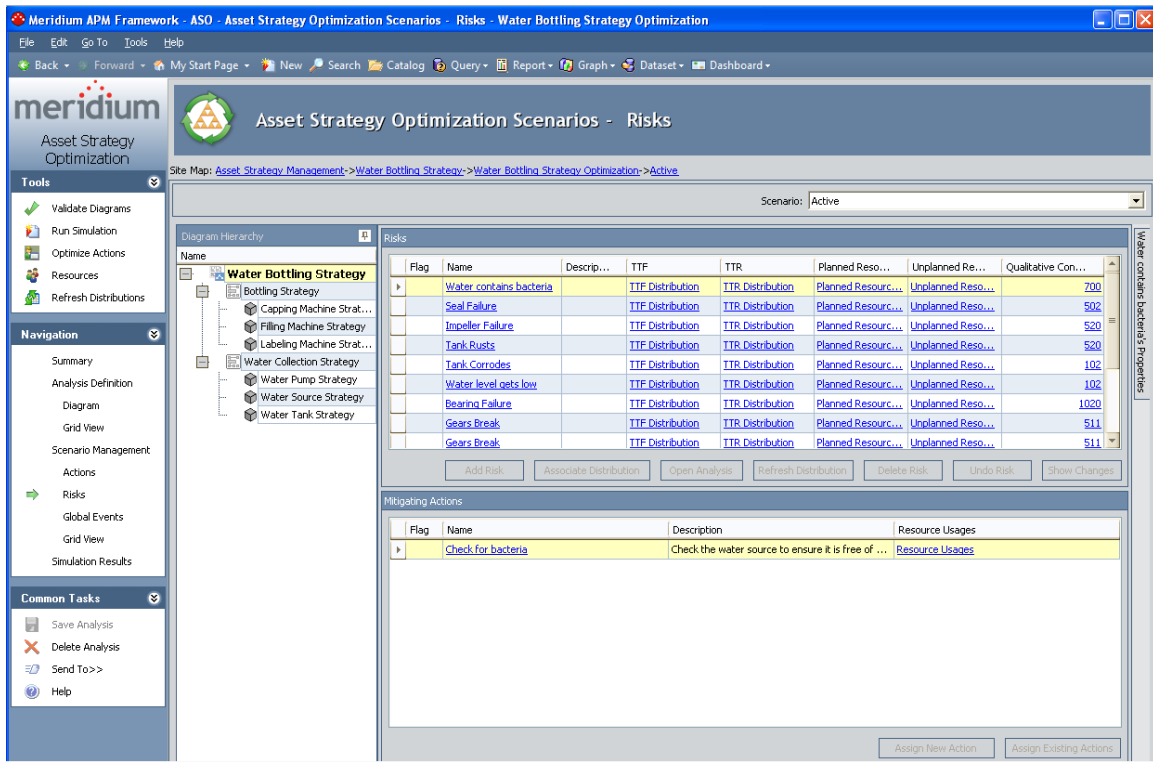 Meridium APM Framework - ASO - Asset Strategy Optimization Scenarios - Risks - Water Bottling Strategy Optimization
File Edit Go To Tools Help
Back Forward My Start Page New Search Catalog Query Report Graph Dataset Dashboard
meridium
Asset Strategy
Optimization
Asset Strategy Optimization Scenarios - Risks
Site Map: Asset Strategy Management->Water Bottling Strategy->Water Bottling Strategy Optimization->Active
Scenario: Active
Tools
Validate Diagrams
Run Simulation
Optimize Actions
Resources
Refresh Distributions
Navigation
Summary
Analysis Definition
Diagram
Grid View
Scenario Management
Actions
Risks
Global Events
Grid View
Simulation Results
Common Tasks
Save Analysis
Delete Analysis
Send To>>
Help
Diagram Hierarchy
Name
Water Bottling Strategy
Bottling Strategy
Capping Machine Strat...
Filling Machine Strategy
Labeling Machine Strat...
Water Collection Strategy
Water Pump Strategy
Water Source Strategy
Water Tank Strategy
Risks
Flag Name Descrip... TTF TTR Planned Reso... Unplanned Re... Qualitative Con...
Water contains bacteria TTF Distribution TTR Distribution Planned Resourc... Unplanned Reso... 700
Seal Failure TTF Distribution TTR Distribution Planned Resourc... Unplanned Reso... 502
Impeller Failure TTF Distribution TTR Distribution Planned Resourc... Unplanned Reso... 520
Tank Rusts TTF Distribution TTR Distribution Planned Resourc... Unplanned Reso... 520
Tank Corrodes TTF Distribution TTR Distribution Planned Resourc... Unplanned Reso... 102
Water level gets low TTF Distribution TTR Distribution Planned Resourc... Unplanned Reso... 102
Bearing Failure TTF Distribution TTR Distribution Planned Resourc... Unplanned Reso... 1020
Gears Break TTF Distribution TTR Distribution Planned Resourc... Unplanned Reso... 511
Gears Break TTF Distribution TTR Distribution Planned Resourc... Unplanned Reso... 511
Add Risk Associate Distribution Open Analysis Refresh Distribution Delete Risk Undo Risk Show Changes
Mitigating Actions
Flag Name Description Resource Usages
Check for bacteria Check the water source to ensure it is free of ... Resource Usages
Assign New Action Assign Existing Actions
Water contains bacteria's Properties